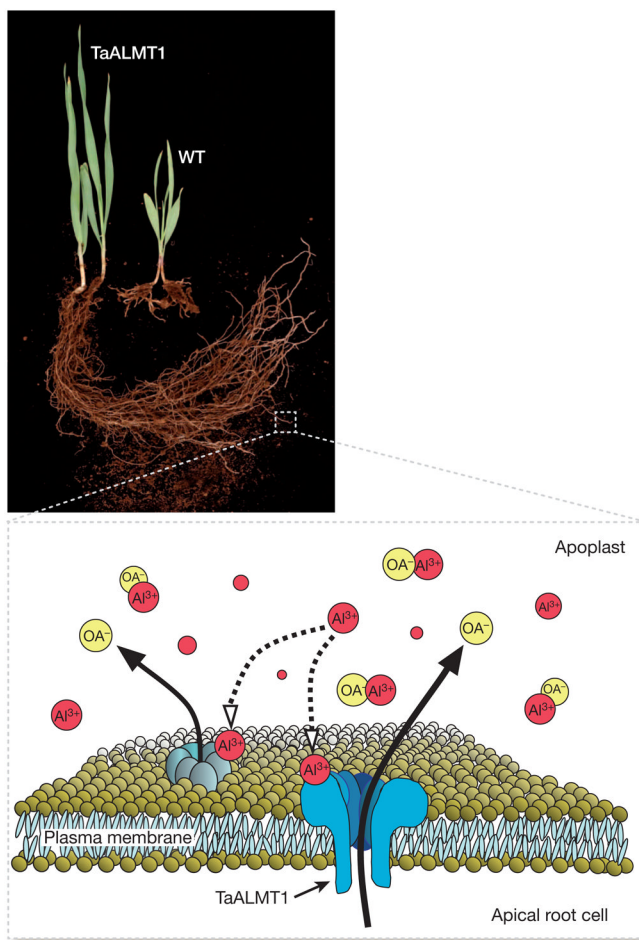 TaALMT1
WT
Apoplast
OA⁻
Al³⁺
OA⁻ Al³⁺
Al³⁺
Al³⁺
OA⁻
OA⁻
OA⁻ Al³⁺
OA⁻
Al³⁺
Al³⁺
Al³⁺
Al³⁺
Plasma membrane
TaALMT1
Apical root cell